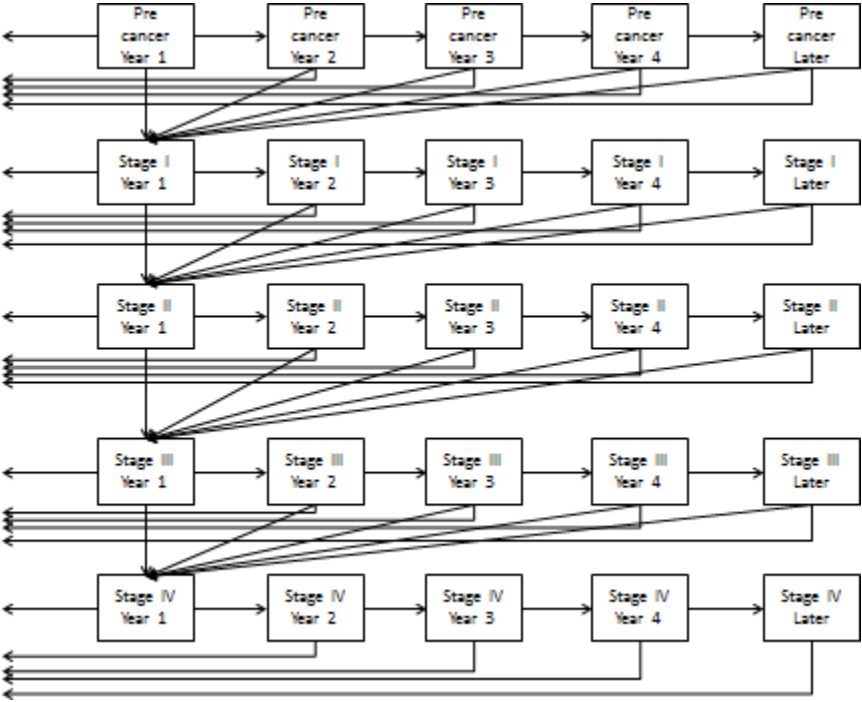 Pre
cancer
Year 1
Pre
cancer
Year 2
Pre
cancer
Year 3
Pre
cancer
Year 4
Pre
cancer
Later
Stage I
Year 1
Stage I
Year 2
Stage I
Year 3
Stage I
Year 4
Stage I
Later
Stage II
Year 1
Stage II
Year 2
Stage II
Year 3
Stage II
Year 4
Stage II
Later
Stage III
Year 1
Stage III
Year 2
Stage III
Year 3
Stage III
Year 4
Stage III
Later
Stage IV
Year 1
Stage IV
Year 2
Stage IV
Year 3
Stage IV
Year 4
Stage IV
Later